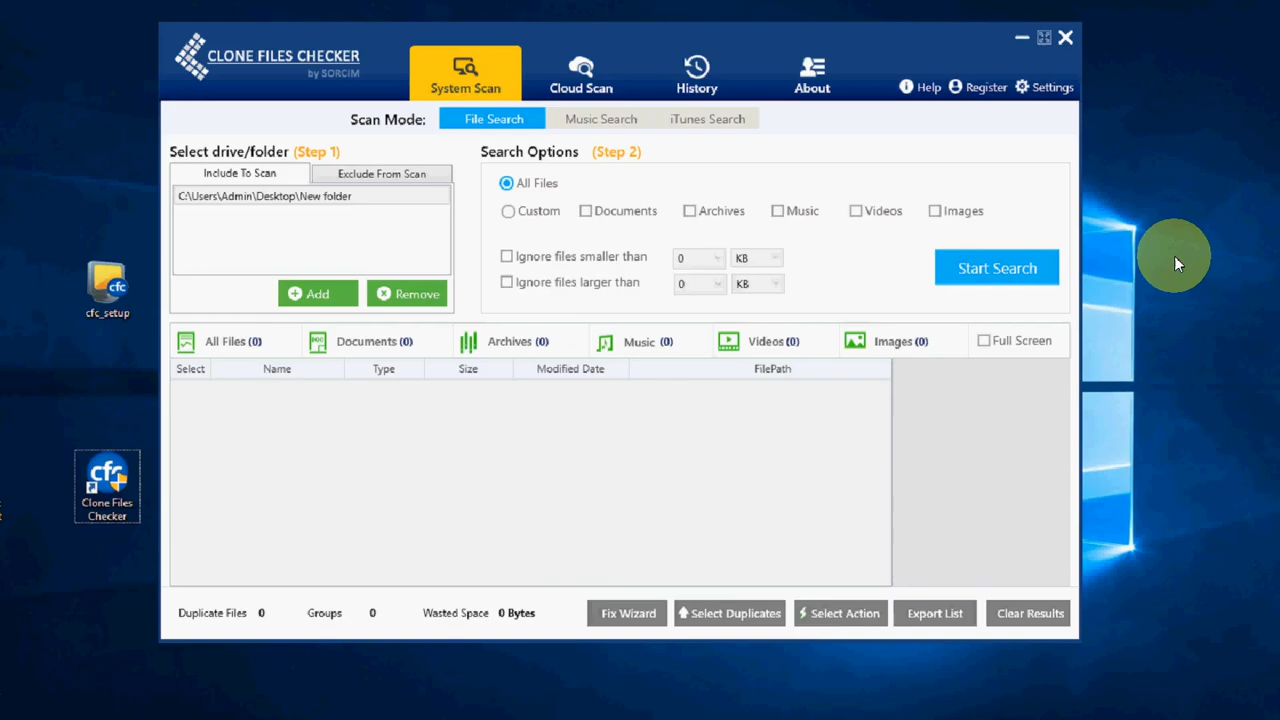 CLONE FILES CHECKER
by SORCIM
System Scan
Cloud Scan
History
About
Help
Register
Settings
Scan Mode:
File Search
Music Search
iTunes Search
Select drive/folder (Step 1)
Include To Scan
Exclude From Scan
C:\Users\Admin\Desktop\New folder
Add
Remove
Search Options (Step 2)
All Files
Custom
Documents
Archives
Music
Videos
Images
Ignore files smaller than
0
KB
Ignore files larger than
0
KB
Start Search
All Files (0)
DOC
Documents (0)
Archives (0)
Music (0)
Videos (0)
Images (0)
Full Screen
Select
Name
Type
Size
Modified Date
FilePath
Duplicate Files 0
Groups 0
Wasted Space 0 Bytes
Fix Wizard
Select Duplicates
Select Action
Export List
Clear Results
cfc
cfc_setup
cfc
Clone Files
Checker